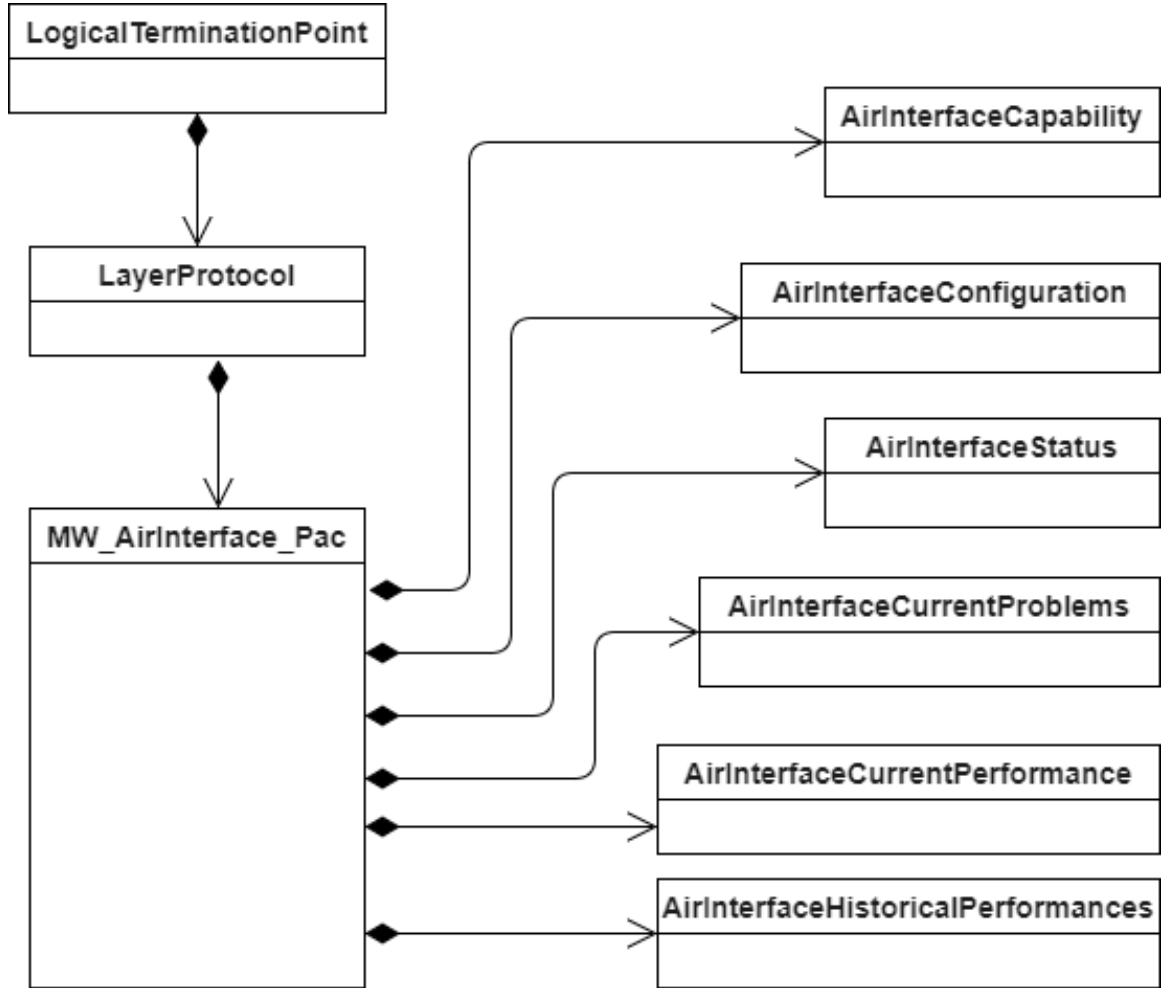 LogicalTerminationPoint
AirInterfaceCapability
LayerProtocol
AirInterfaceConfiguration
AirInterfaceStatus
MW_AirInterface_Pac
AirInterfaceCurrentProblems
AirInterfaceCurrentPerformance
AirInterfaceHistoricalPerformances